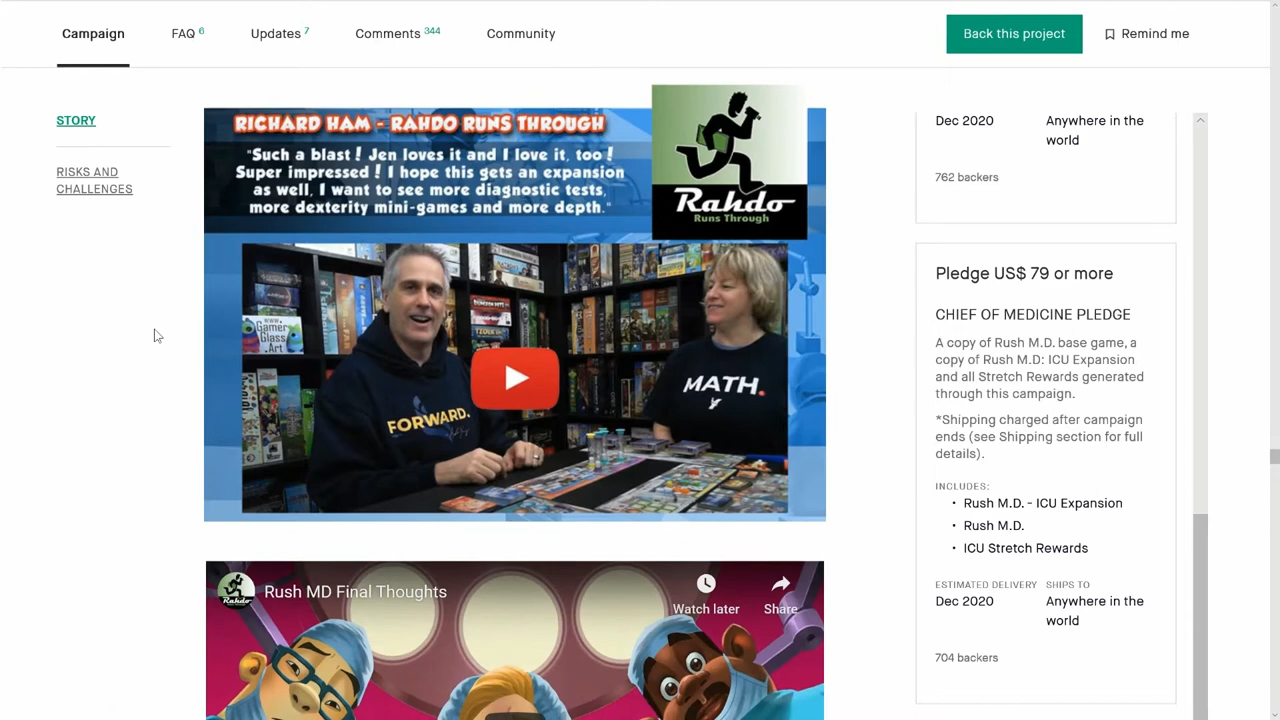 Campaign
FAQ 6
Updates 7
Comments 344
Community
Back this project
Remind me
STORY
RISKS AND
CHALLENGES
RICHARD HAM - RAHDO RUNS THROUGH
"Such a blast! Jen loves it and I love it, too!
Super impressed! I hope this gets an expansion
as well, I want to see more diagnostic tests,
more dexterity mini-games and more depth."
Rahdo
Runs Through
www.
Gamer
Glass.Art
FORWARD.
MATH.
Rush MD Final Thoughts
Watch later
Share
Dec 2020
Anywhere in the
world
762 backers
Pledge US$ 79 or more
CHIEF OF MEDICINE PLEDGE
A copy of Rush M.D. base game, a
copy of Rush M.D: ICU Expansion
and all Stretch Rewards generated
through this campaign.
*Shipping charged after campaign
ends (see Shipping section for full
details).
INCLUDES:
• Rush M.D. - ICU Expansion
• Rush M.D.
• ICU Stretch Rewards
ESTIMATED DELIVERY
SHIPS TO
Dec 2020
Anywhere in the
world
704 backers